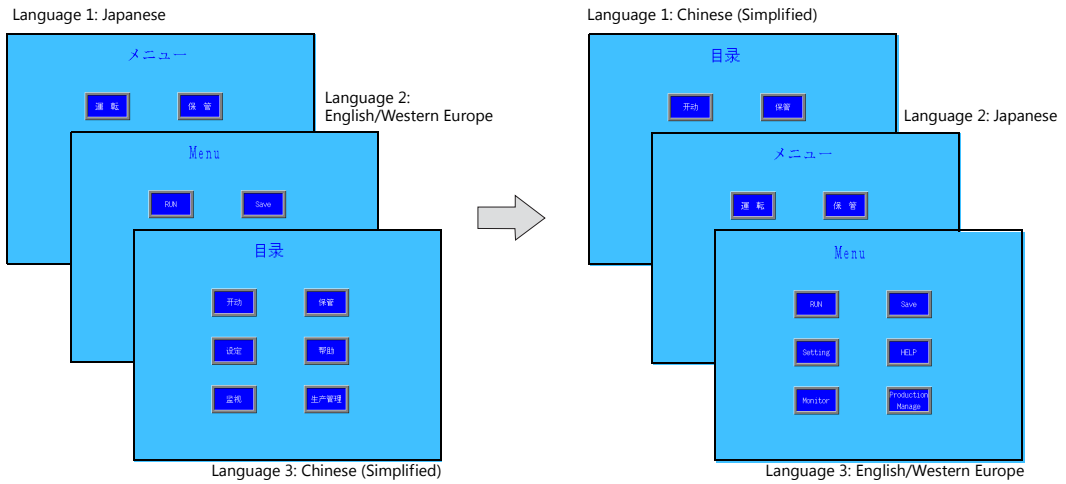 Language 1: Japanese
メニュー
運 転
保 管
Language 2:
English/Western Europe
Menu
RUN
Save
目录
开动
保管
设定
帮助
监视
生产管理
Language 3: Chinese (Simplified)
Language 1: Chinese (Simplified)
目录
开动
保管
Language 2: Japanese
メニュー
運 転
保 管
Menu
RUN
Save
Setting
HELP
Monitor
Production
Manage
Language 3: English/Western Europe